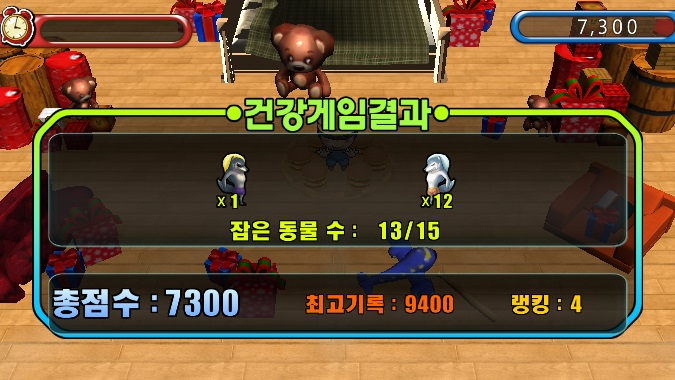 7,300
건강게임결과
x 1
x 12
잡은 동물 수 : 13/15
총점수 : 7300 최고기록 : 9400 랭킹 : 4